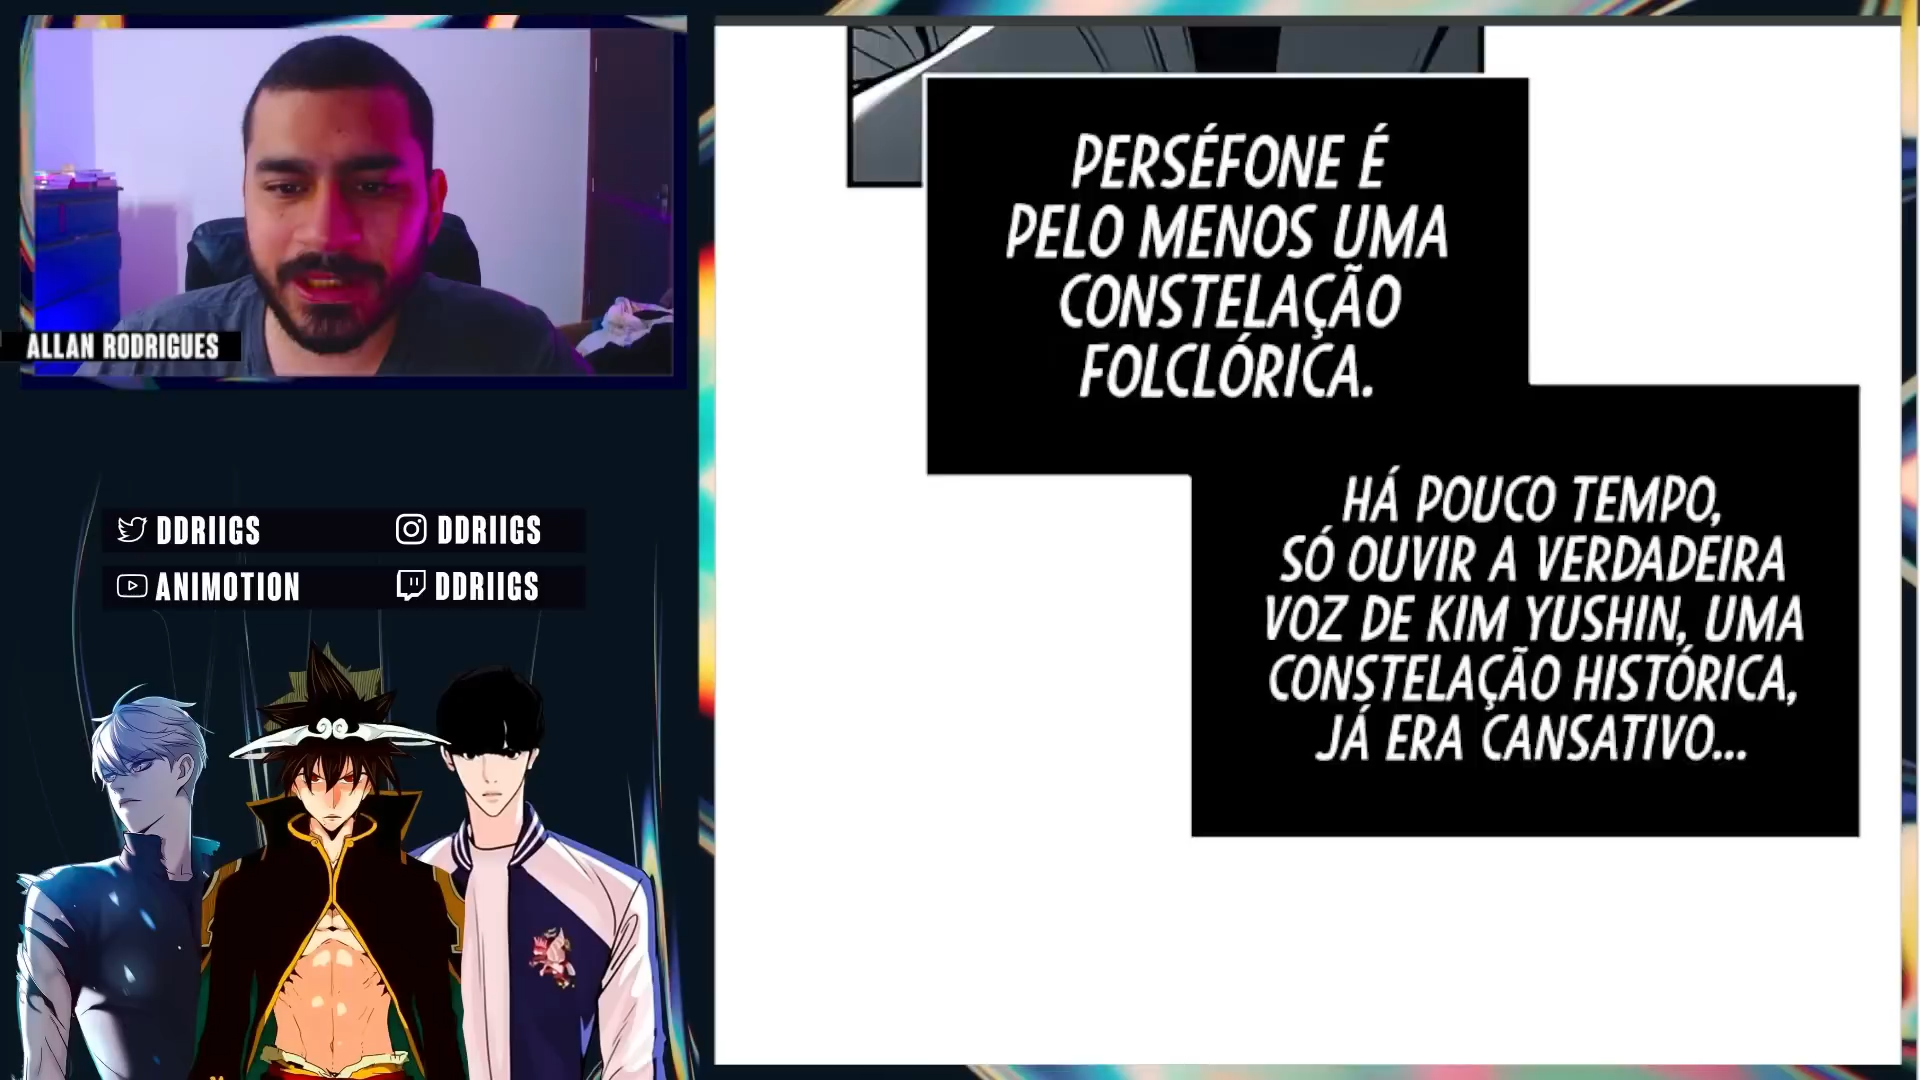 ALLAN RODRIGUES
DDRIIGS
DDRIIGS
ANIMOTION
DDRIIGS
PERSÉFONE É
PELO MENOS UMA
CONSTELAÇÃO
FOLCLÓRICA.
HÁ POUCO TEMPO,
SÓ OUVIR A VERDADEIRA
VOZ DE KIM YUSHIN, UMA
CONSTELAÇÃO HISTÓRICA,
JÁ ERA CANSATIVO...